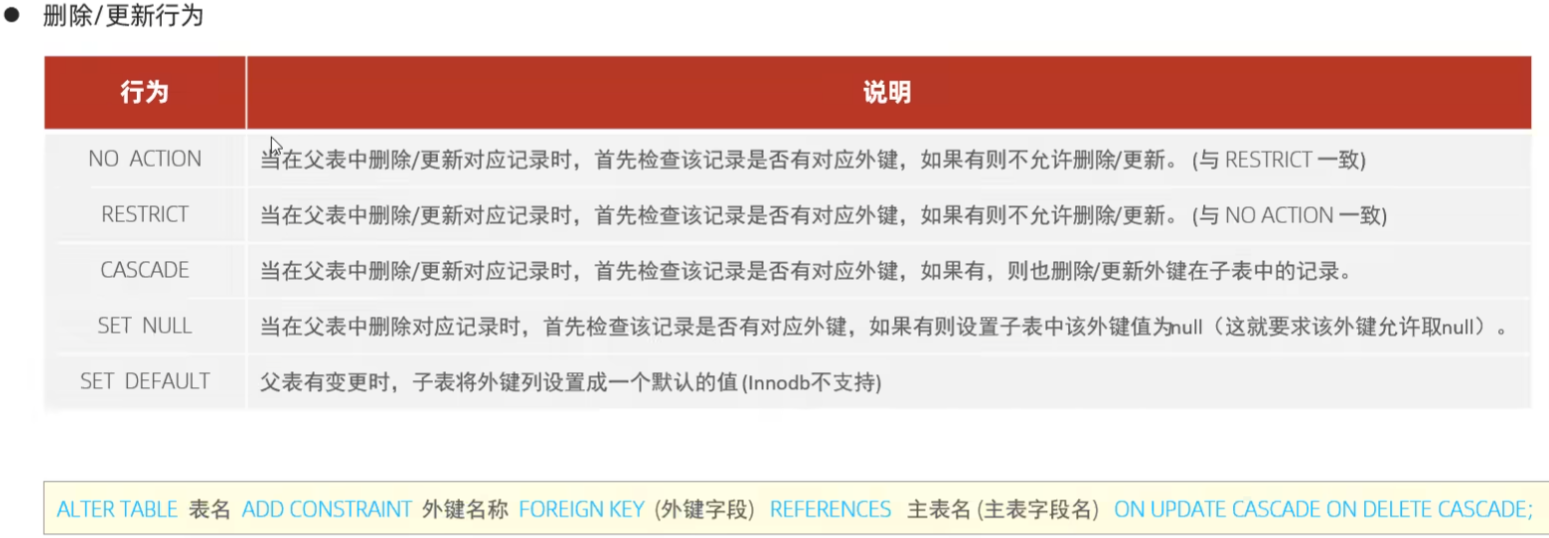 ● 删除/更新行为
行为 说明
NO ACTION 当在父表中删除/更新对应记录时，首先检查该记录是否有对应外键，如果有则不允许删除/更新。 (与 RESTRICT 一致)
RESTRICT 当在父表中删除/更新对应记录时，首先检查该记录是否有对应外键，如果有则不允许删除/更新。 (与 NO ACTION 一致)
CASCADE 当在父表中删除/更新对应记录时，首先检查该记录是否有对应外键，如果有，则也删除/更新外键在子表中的记录。
SET NULL 当在父表中删除对应记录时，首先检查该记录是否有对应外键，如果有则设置子表中该外键值为null（这就要求该外键允许取null）。
SET DEFAULT 父表有变更时，子表将外键列设置成一个默认的值 (Innodb不支持)
ALTER TABLE 表名 ADD CONSTRAINT 外键名称 FOREIGN KEY (外键字段) REFERENCES 主表名 (主表字段名) ON UPDATE CASCADE ON DELETE CASCADE;